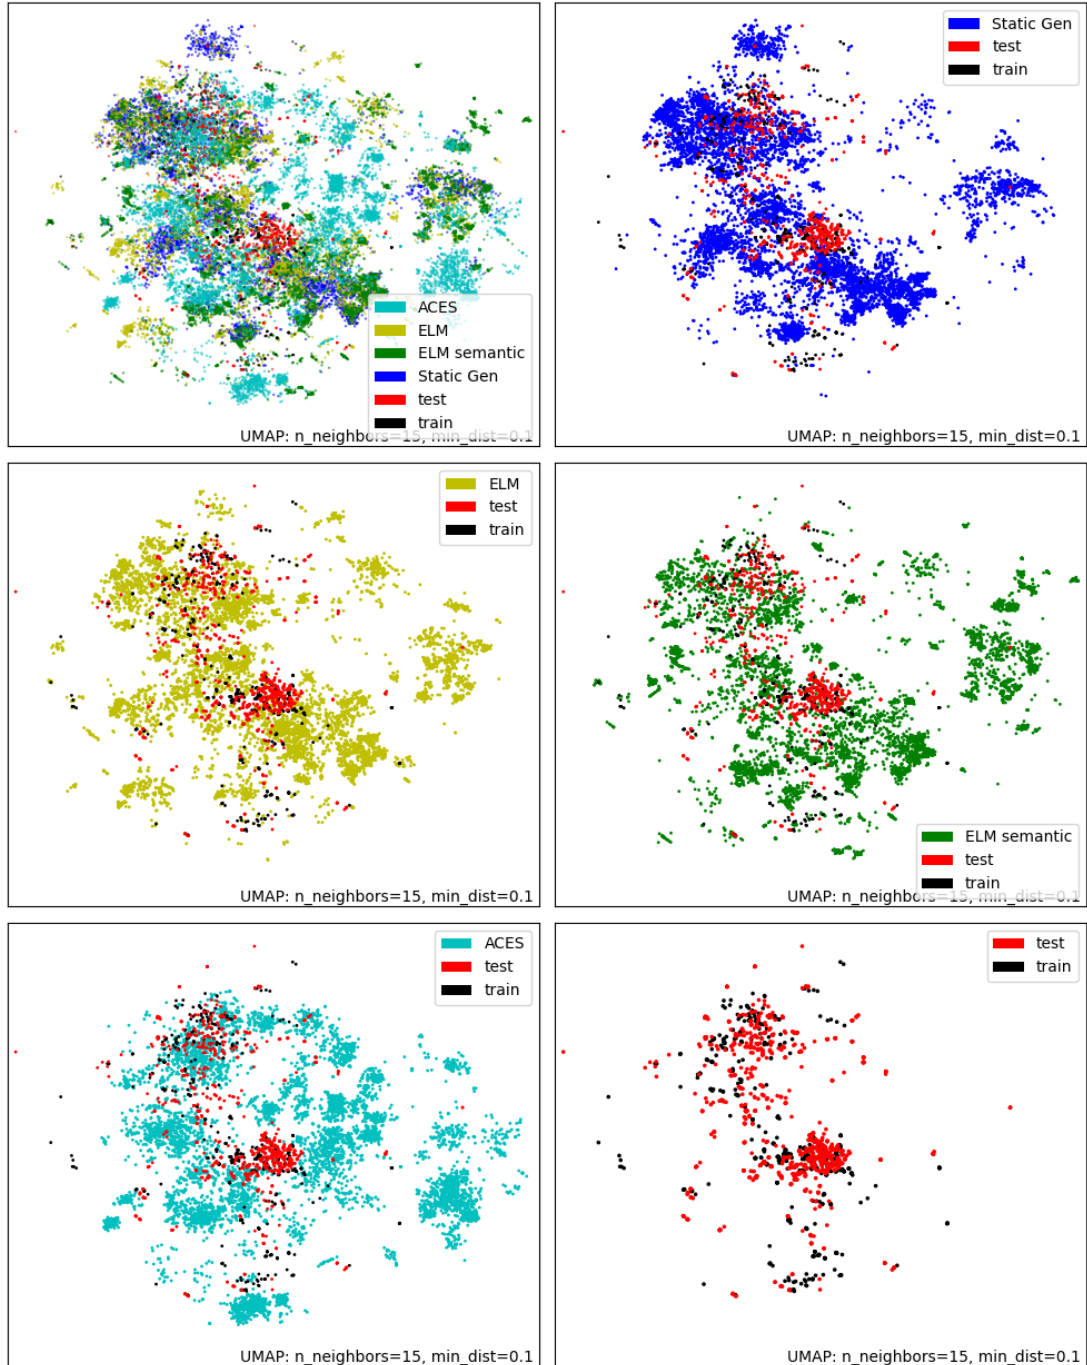 Static Gen
test
train
ACES
ELM
ELM semantic
Static Gen
test
train
UMAP: n_neighbors=15, min_dist=0.1
UMAP: n_neighbors=15, min_dist=0.1
ELM
test
train
ELM semantic
test
train
UMAP: n_neighbors=15, min_dist=0.1
UMAP: n_neighbors=15, min_dist=0.1
ACES
test
train
test
train
UMAP: n_neighbors=15, min_dist=0.1
UMAP: n_neighbors=15, min_dist=0.1